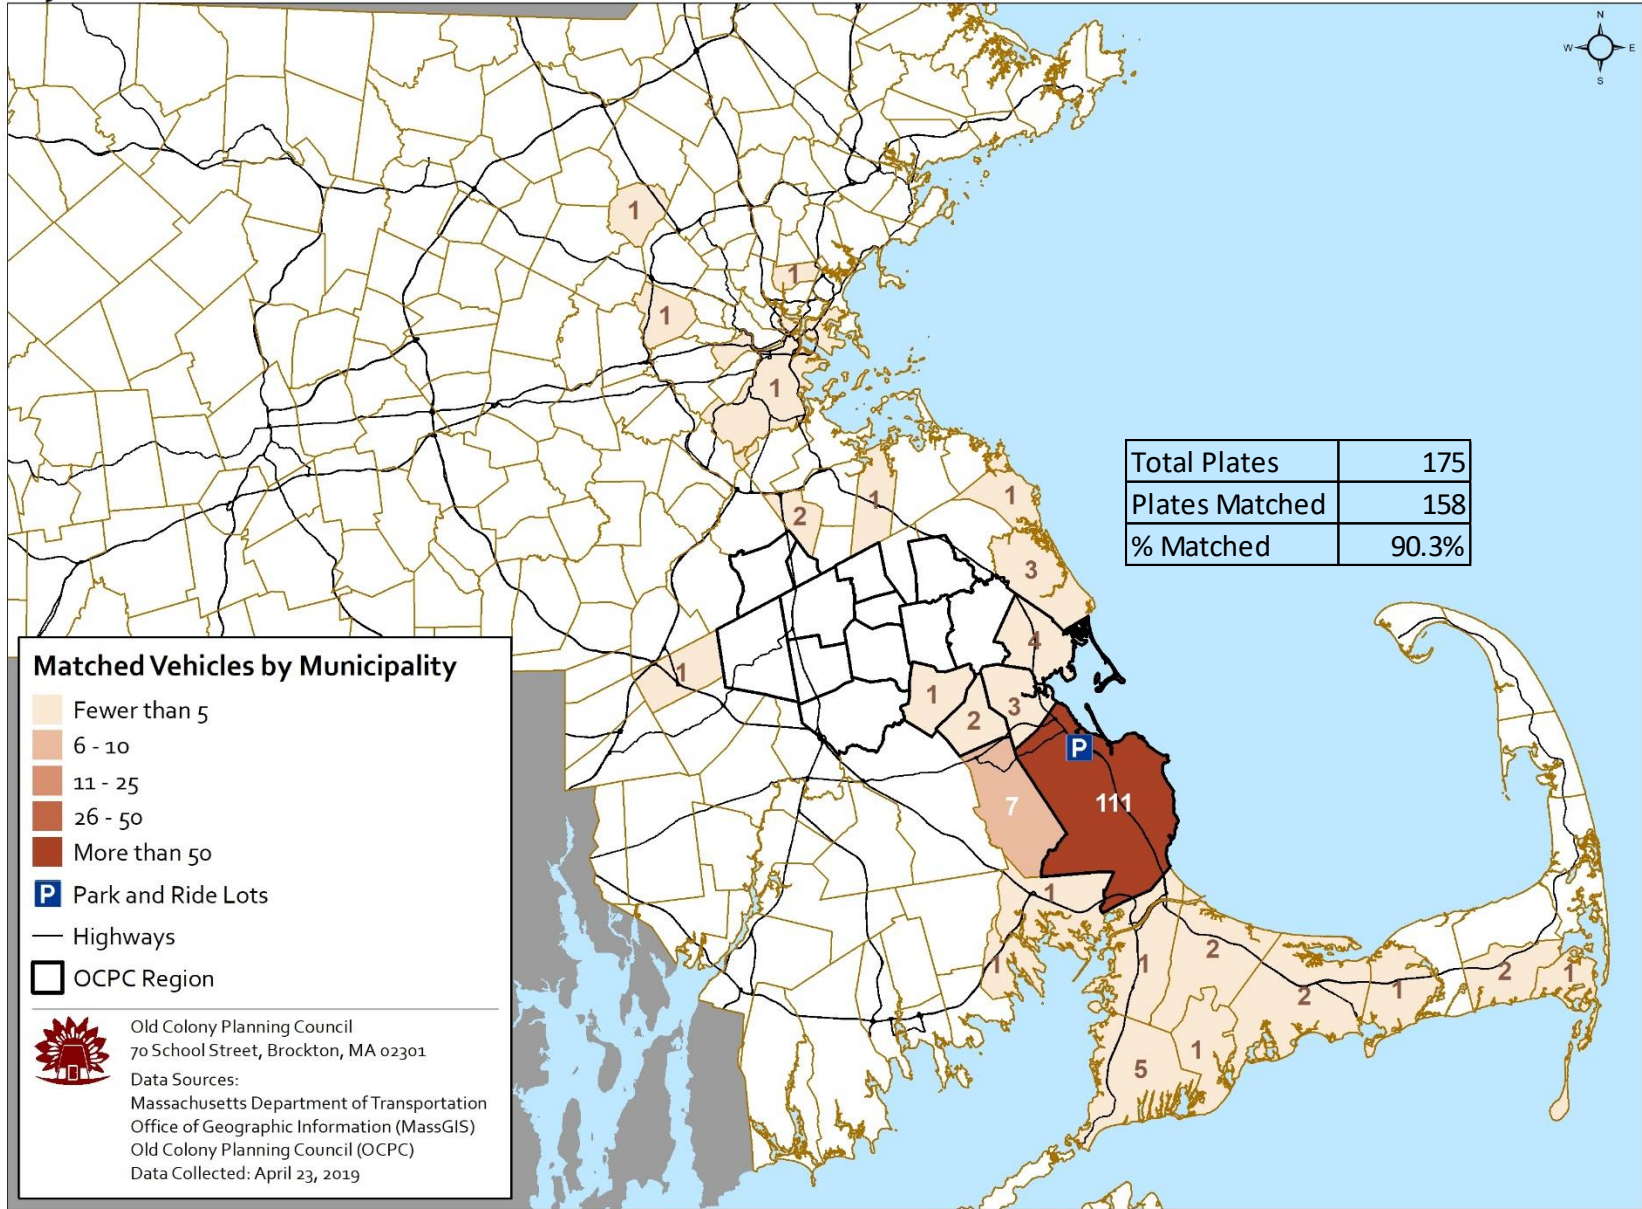 N
W E
S
1
1
1
1
1
2
1
3
4
1
1
2
3
P
7
111
1
1
1
2
2
1
2
1
5
1
Total Plates 175
Plates Matched 158
% Matched 90.3%
Matched Vehicles by Municipality
Fewer than 5
6 - 10
11 - 25
26 - 50
More than 50
P Park and Ride Lots
Highways
OCPC Region
Old Colony Planning Council
70 School Street, Brockton, MA 02301
Data Sources:
Massachusetts Department of Transportation
Office of Geographic Information (MassGIS)
Old Colony Planning Council (OCPC)
Data Collected: April 23, 2019